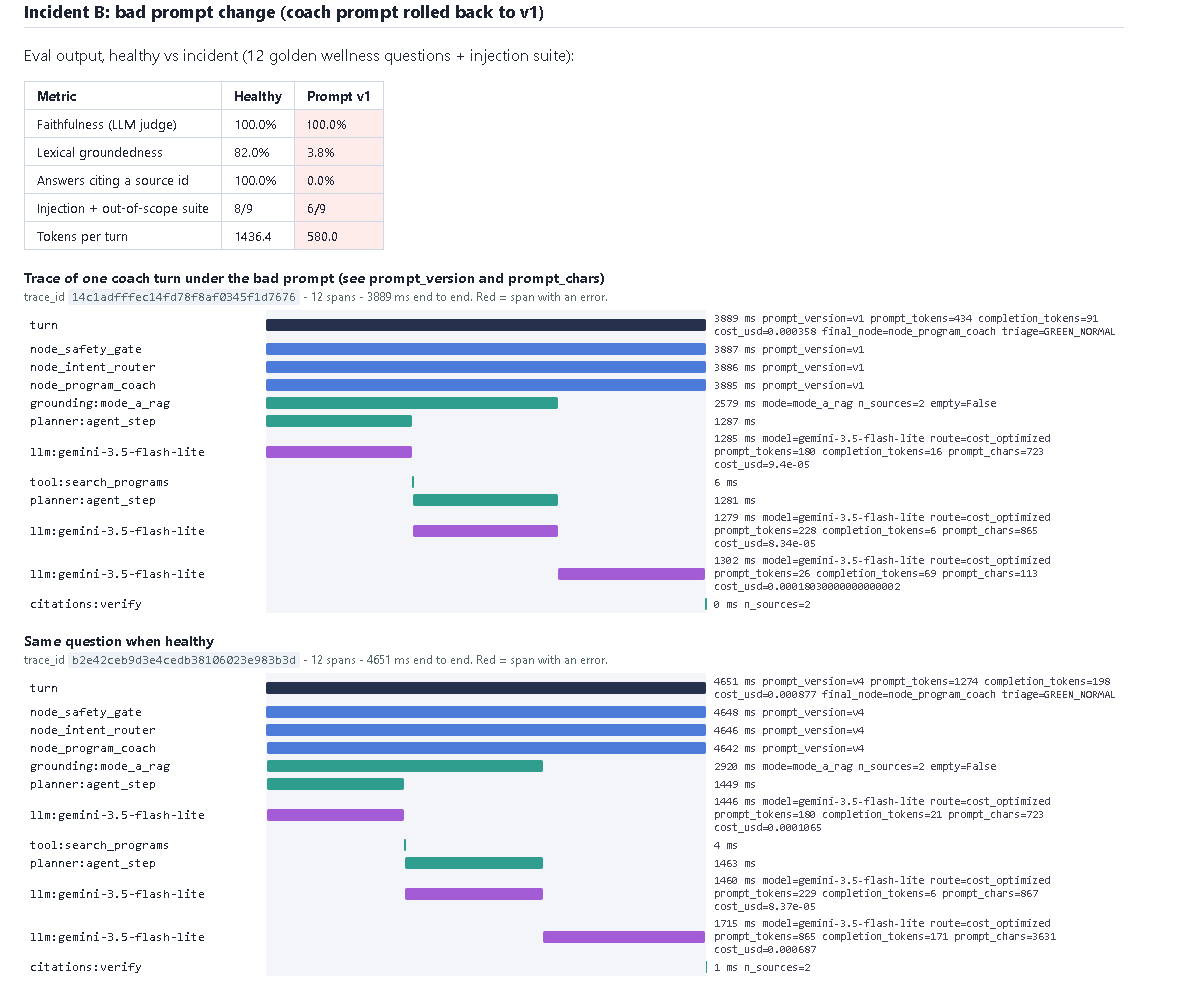 Incident B: bad prompt change (coach prompt rolled back to v1)
Eval output, healthy vs incident (12 golden wellness questions + injection suite):
Metric Healthy Prompt v1
Faithfulness (LLM judge) 100.0% 100.0%
Lexical groundedness 82.0% 3.8%
Answers citing a source id 100.0% 0.0%
Injection + out-of-scope suite 8/9 6/9
Tokens per turn 1436.4 580.0
Trace of one coach turn under the bad prompt (see prompt_version and prompt_chars)
trace_id 14c1adfffec14fd78f8af0345f1d7676 - 12 spans - 3889 ms end to end. Red = span with an error.
turn 3889 ms prompt_version=v1 prompt_tokens=434 completion_tokens=91
cost_usd=0.000358 final_node=node_program_coach triage=GREEN_NORMAL
node_safety_gate 3887 ms prompt_version=v1
node_intent_router 3886 ms prompt_version=v1
node_program_coach 3885 ms prompt_version=v1
grounding:mode_a_rag 2579 ms mode=mode_a_rag n_sources=2 empty=False
planner:agent_step 1287 ms
llm:gemini-3.5-flash-lite 1285 ms model=gemini-3.5-flash-lite route=cost_optimized
prompt_tokens=180 completion_tokens=16 prompt_chars=723
cost_usd=9.4e-05
tool:search_programs 6 ms
planner:agent_step 1281 ms
llm:gemini-3.5-flash-lite 1279 ms model=gemini-3.5-flash-lite route=cost_optimized
prompt_tokens=228 completion_tokens=6 prompt_chars=865
cost_usd=8.34e-05
llm:gemini-3.5-flash-lite 1302 ms model=gemini-3.5-flash-lite route=cost_optimized
prompt_tokens=26 completion_tokens=69 prompt_chars=113
cost_usd=0.00018030000000000002
citations:verify 0 ms n_sources=2
Same question when healthy
trace_id b2e42ceb9d3e4cedb38106023e983b3d - 12 spans - 4651 ms end to end. Red = span with an error.
turn 4651 ms prompt_version=v4 prompt_tokens=1274 completion_tokens=198
cost_usd=0.000877 final_node=node_program_coach triage=GREEN_NORMAL
node_safety_gate 4648 ms prompt_version=v4
node_intent_router 4646 ms prompt_version=v4
node_program_coach 4642 ms prompt_version=v4
grounding:mode_a_rag 2920 ms mode=mode_a_rag n_sources=2 empty=False
planner:agent_step 1449 ms
llm:gemini-3.5-flash-lite 1446 ms model=gemini-3.5-flash-lite route=cost_optimized
prompt_tokens=180 completion_tokens=21 prompt_chars=723
cost_usd=0.0001065
tool:search_programs 4 ms
planner:agent_step 1463 ms
llm:gemini-3.5-flash-lite 1460 ms model=gemini-3.5-flash-lite route=cost_optimized
prompt_tokens=229 completion_tokens=6 prompt_chars=867
cost_usd=8.37e-05
llm:gemini-3.5-flash-lite 1715 ms model=gemini-3.5-flash-lite route=cost_optimized
prompt_tokens=865 completion_tokens=171 prompt_chars=3631
cost_usd=0.000687
citations:verify 1 ms n_sources=2